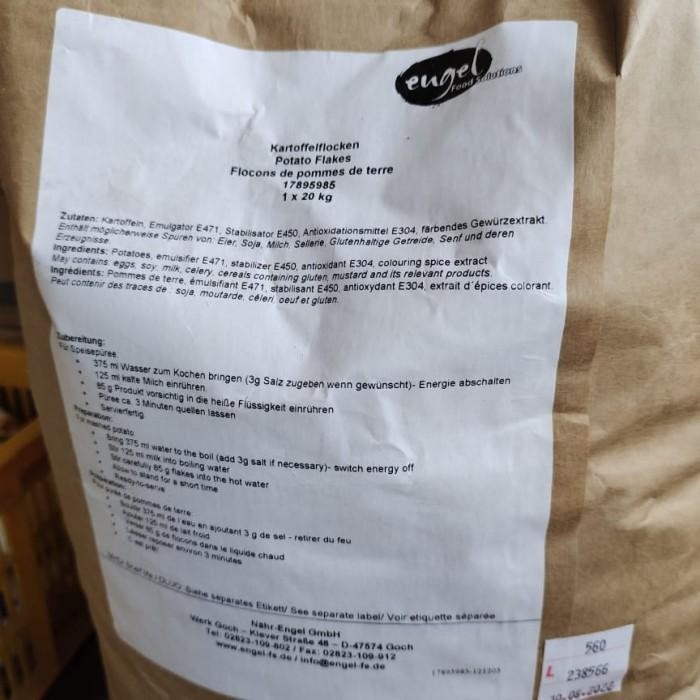 engel
Food Solutions
Kartoffelflocken
Potato Flakes
Flocons de pommes de terre
17895985
1 x 20 kg
Zutaten: Kartoffeln, Emulgator E471, Stabilisator E450, Antioxidationsmittel E304, färbendes Gewürzextrakt.
Enthält möglicherweise Spuren von: Eier, Soja, Milch, Sellerie, Glutenhaltige Getreide, Senf und deren
Erzeugnisse
Ingredients: Potatoes, emulsifier E471, stabilizer E450, antioxidant E304, colouring spice extract
May contains: eggs, soy, milk, celery, cereals containing gluten, mustard and its relevant products.
Ingrédients: Pommes de terre, émulsifiant E471, stabilisant E450, antioxydant E304, extrait d´épices colorant.
Peut contenir des traces de : soja, moutarde, céleri, oeuf et gluten.
Zubereitung:
Für Speisepüree:
375 ml Wasser zum Kochen bringen (3g Salz zugeben wenn gewünscht)- Energie abschalten
125 ml kalte Milch einrühren.
85 g Produkt vorsichtig in die heiße Flüssigkeit einrühren
Püree ca. 3 Minuten quellen lassen
Servierfertig
Preparation:
For mashed potato
Bring 375 ml water to the boil (add 3g salt if necessary)- switch energy off
Stir 125 ml milk into boiling water
Stir carefully 85 g flakes into the hot water
Allow to stand for a short time
Ready-to-serve
purée de pommes de terre
375 ml de l'eau en ajoutant 3 g de sel - retirer du feu
125 ml de lait froid
85 g de flocons dans le liquide chaud
Laisser reposer environ 3 minutes
C'est prêt!
Siehe separates Etikett/ See separate label/ Voir etiquette séparée
Nähr-Engel GmbH
Werk Goch – Klever Straße 48 – D-47574 Goch
Tel: 02823-109-802 / Fax: 02823-109-912
www.engel-fs.de / info@engel-fs.de
560
L 238566
10.08.2022